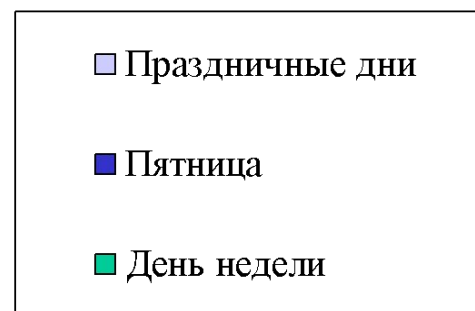 Праздничные дни
Пятница
День недели